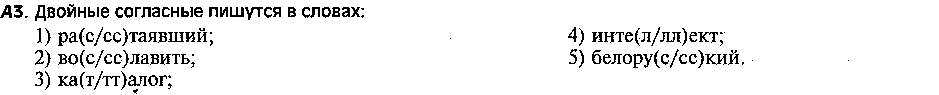 А3. Двойные согласные пишутся в словах:
1) ра(с/сс)таявший;
2) во(с/сс)лавить;
3) ка(т/тт)алог;
4) инте(л/лл)ект;
5) белору(с/сс)кий.